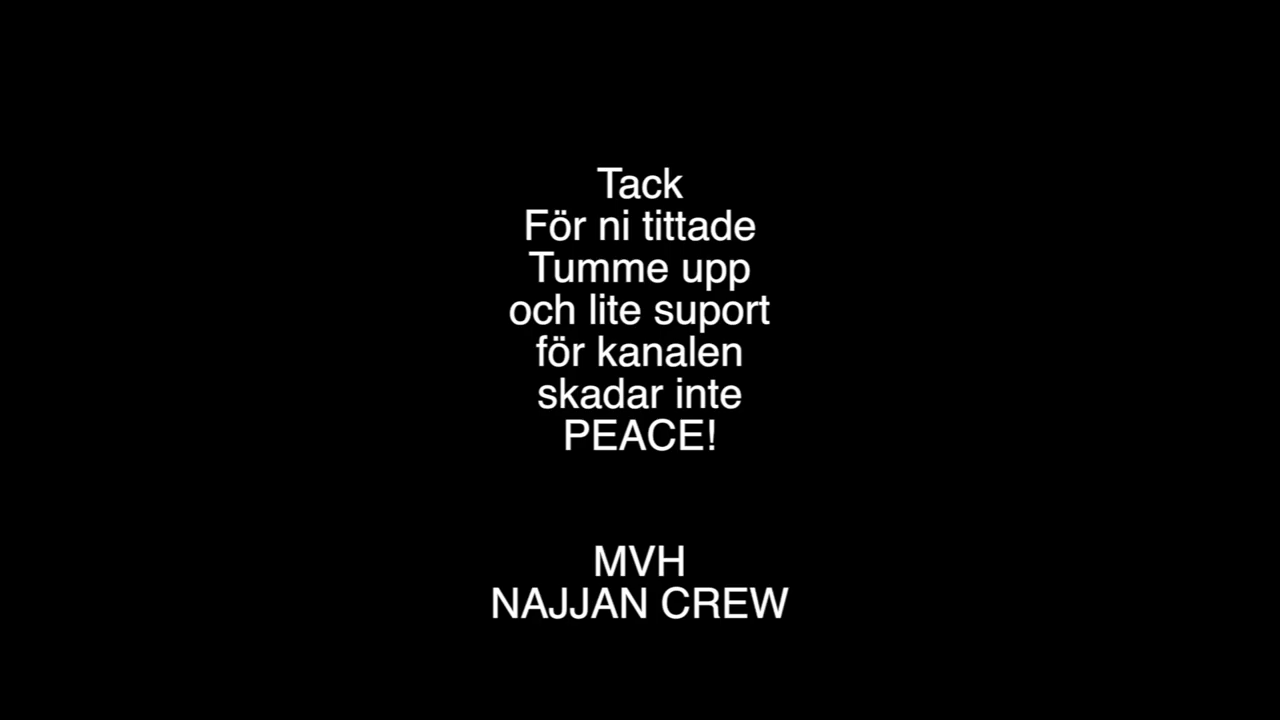 Tack
För ni tittade
Tumme upp
och lite suport
för kanalen
skadar inte
PEACE!
MVH
NAJJAN CREW